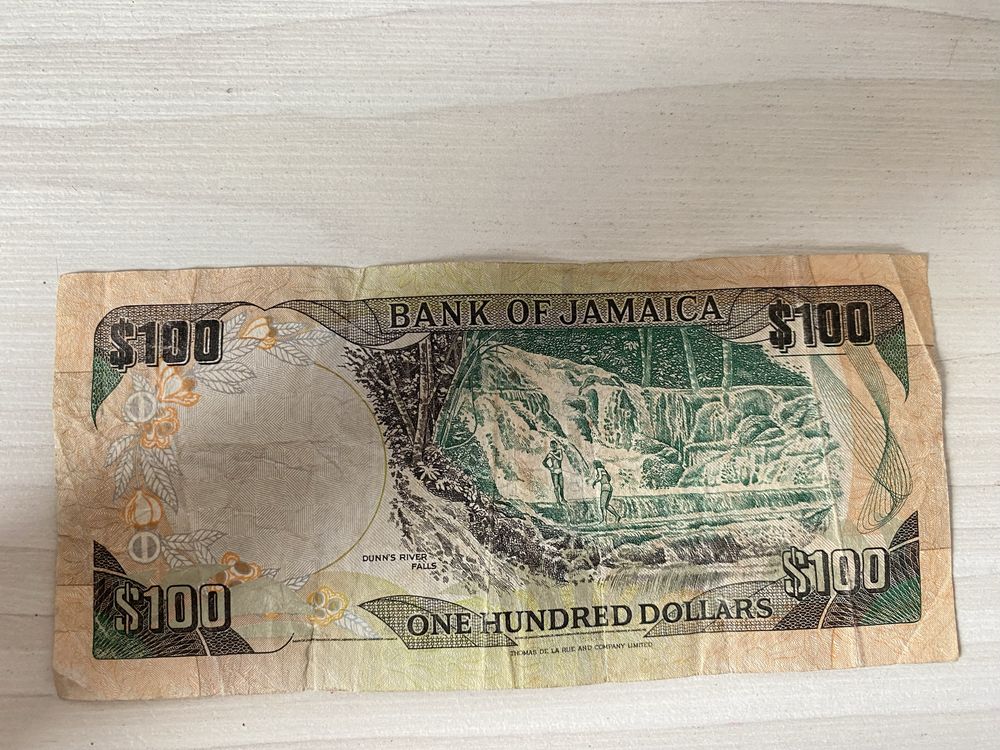 BANK OF JAMAICA
$100
$100
DUNN'S RIVER
FALLS
$100
$100
ONE HUNDRED DOLLARS
THOMAS DE LA RUE AND COMPANY LIMITED